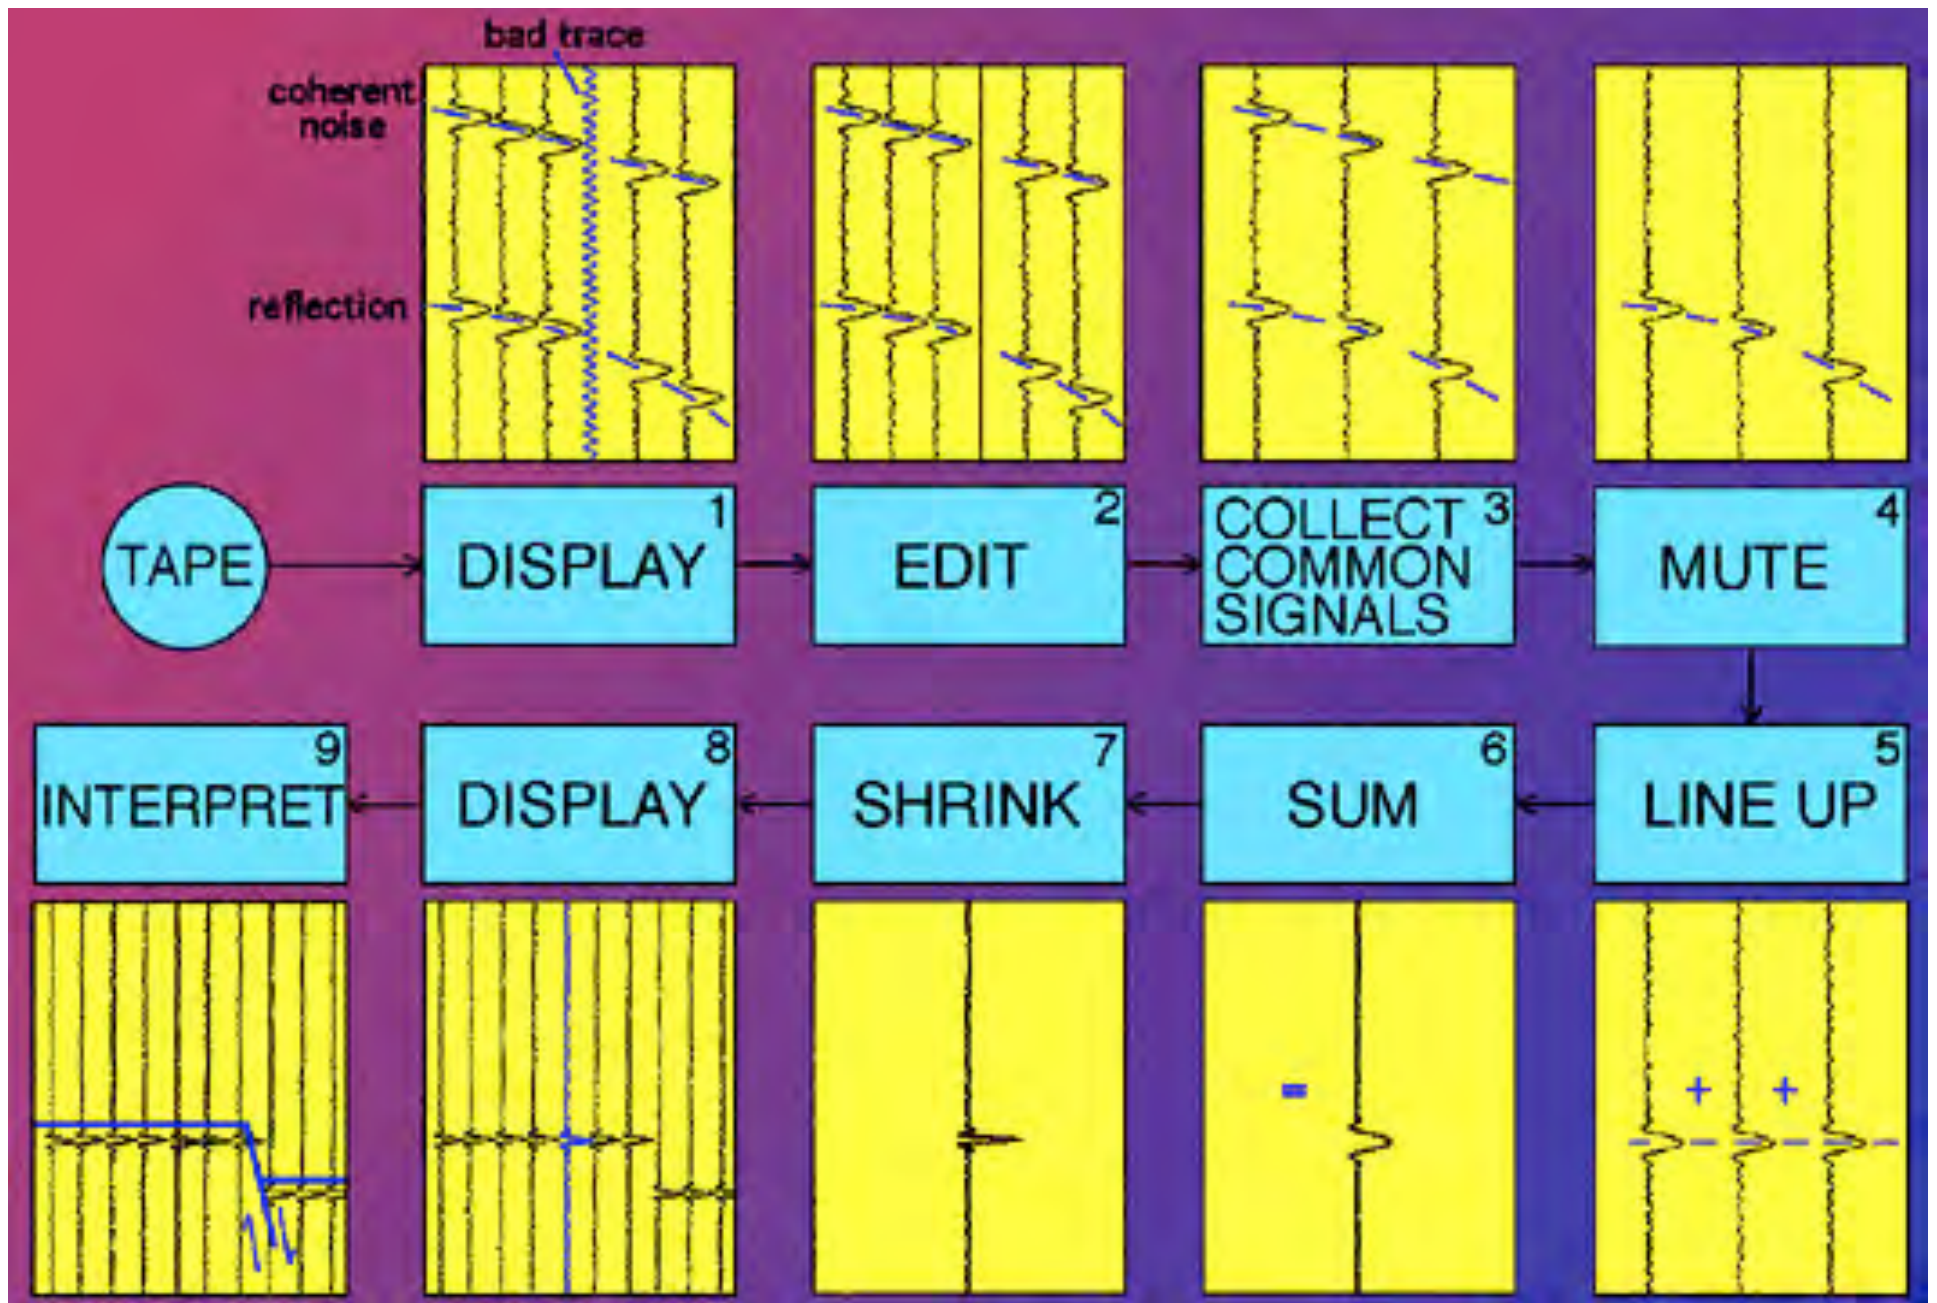 bad trace
coherent
noise
reflection
TAPE
1
DISPLAY
2
EDIT
3
COLLECT
COMMON
SIGNALS
4
MUTE
9
INTERPRET
8
DISPLAY
7
SHRINK
6
SUM
5
LINE UP
=
+ +